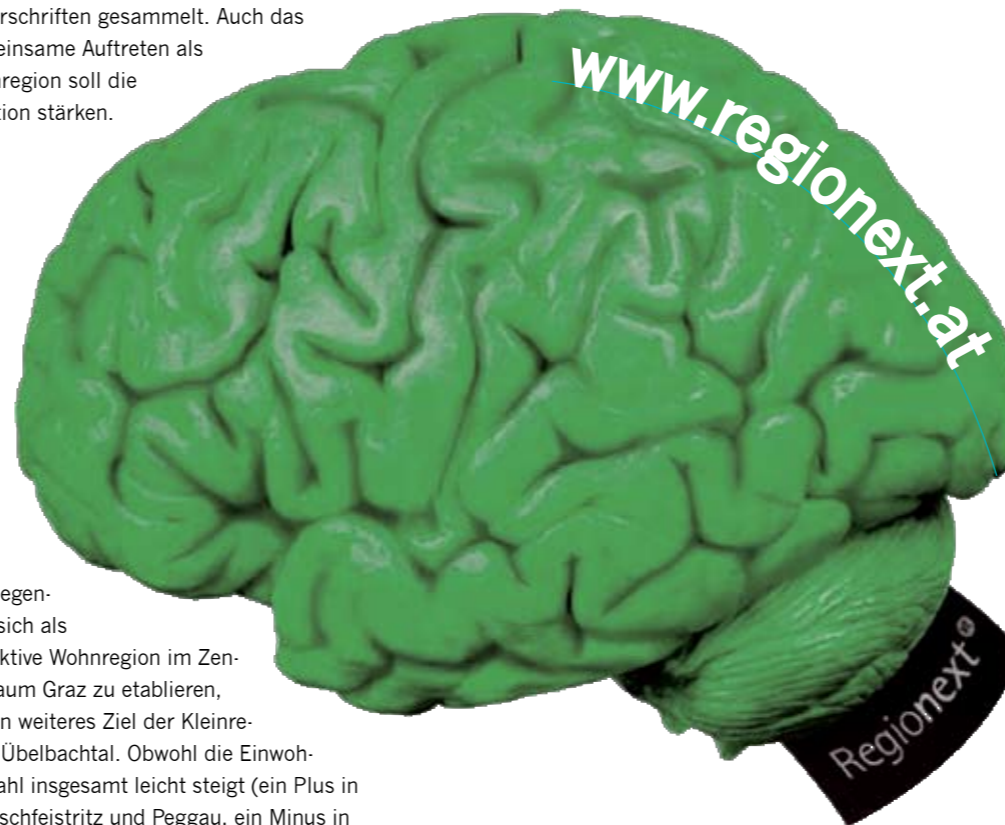 erschriften gesammelt. Auch das
einsame Auftreten als
nregion soll die
tion stärken.
www.regionext.at
egen-
sich als
ktive Wohnregion im Zen-
aum Graz zu etablieren,
n weiteres Ziel der Kleinre-
Übelbachtal. Obwohl die Einwoh-
ahl insgesamt leicht steigt (ein Plus in
schfeistritz und Peggau, ein Minus in
Regionext®